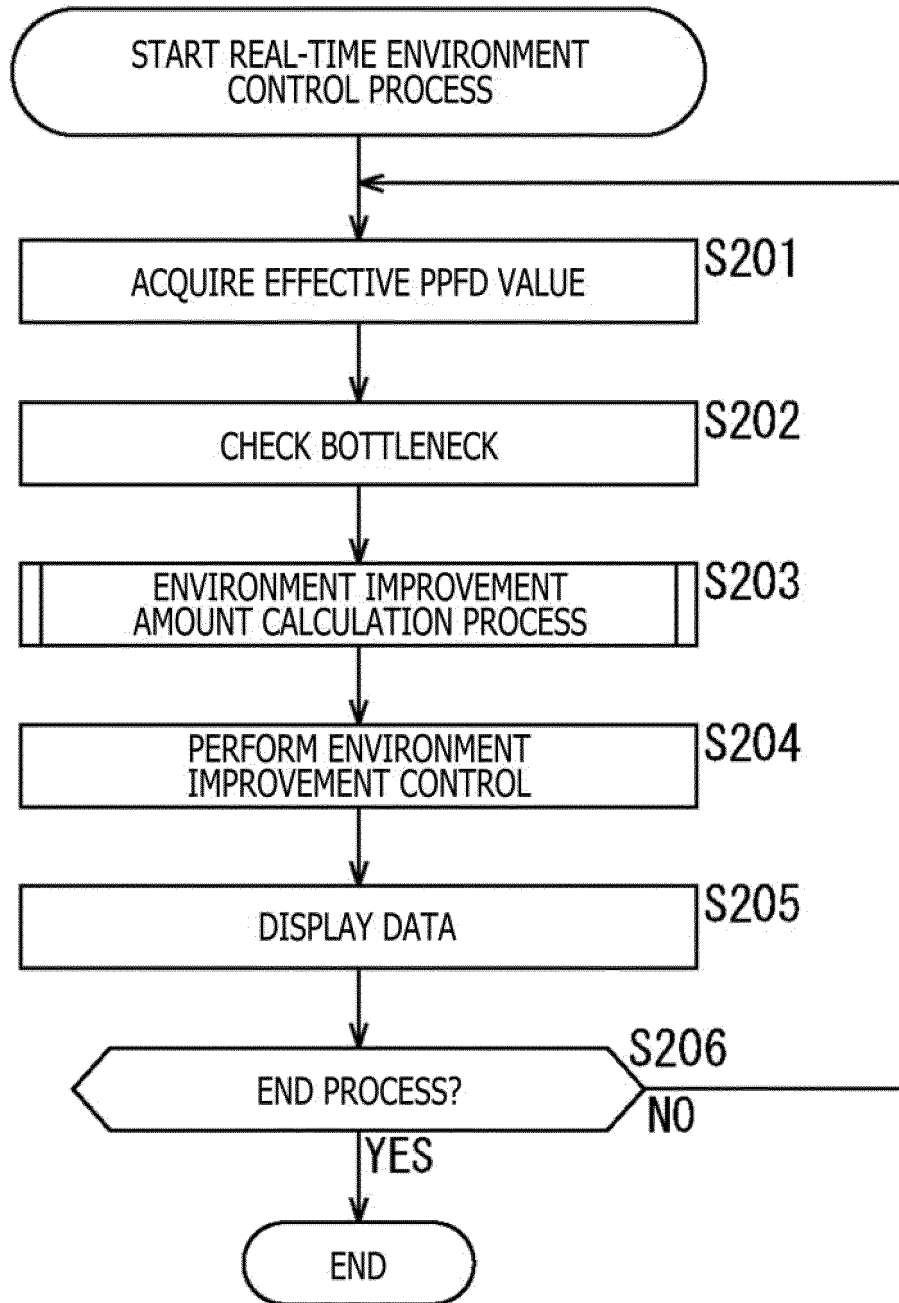 START REAL-TIME ENVIRONMENT
CONTROL PROCESS
S201
ACQUIRE EFFECTIVE PPFD VALUE
S202
CHECK BOTTLENECK
S203
ENVIRONMENT IMPROVEMENT
AMOUNT CALCULATION PROCESS
S204
PERFORM ENVIRONMENT
IMPROVEMENT CONTROL
S205
DISPLAY DATA
S206
END PROCESS?
NO
YES
END